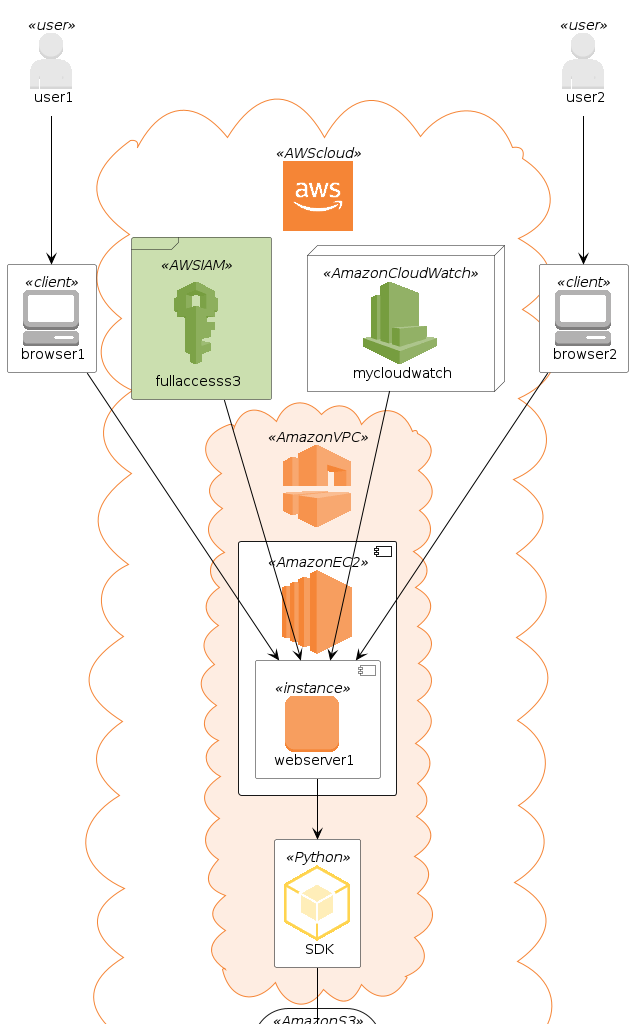 «user»
user1
«user»
user2
«AWScloud»
aws
«client»
browser1
«AWSIAM»
fullaccesss3
«AmazonCloudWatch»
mycloudwatch
«client»
browser2
«AmazonVPC»
«AmazonEC2»
«instance»
webserver1
«Python»
SDK
«AmazonS3»